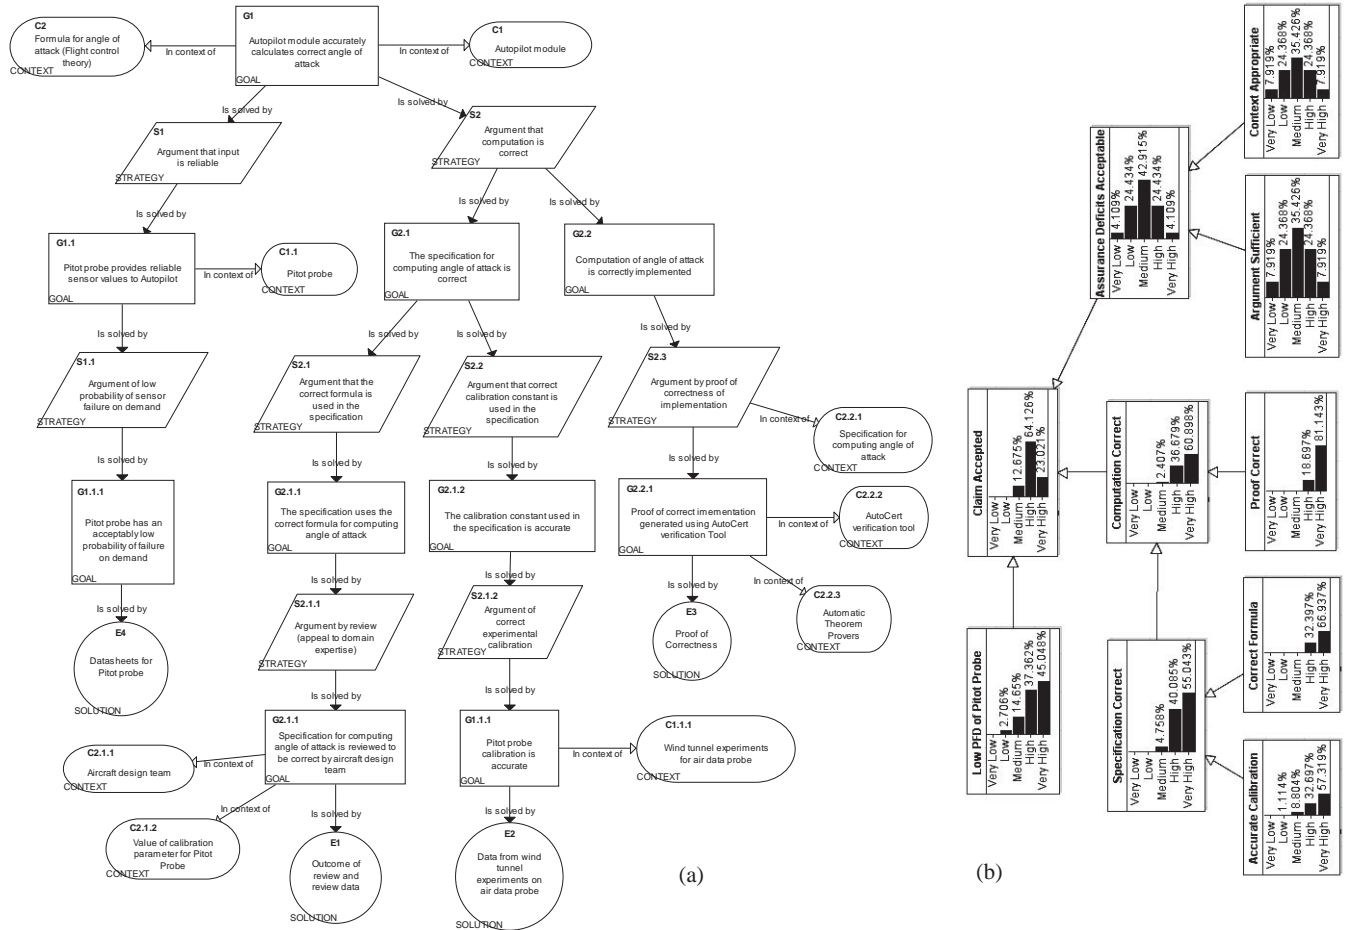 C2
Formula for angle of
attack (Flight control
theory)
CONTEXT
In context of
G1
Autopilot module accurately
calculates correct angle of
attack
GOAL
In context of
C1
Autopilot module
CONTEXT
Is solved by
Is solved by
S1
Argument that input
is reliable
STRATEGY
S2
Argument that
computation is
correct
STRATEGY
Is solved by
Is solved by
Is solved by
G1.1
Pitot probe provides reliable
sensor values to Autopilot
GOAL
In context of
C1.1
Pitot probe
CONTEXT
G2.1
The specification for
computing angle of attack is
correct
GOAL
G2.2
Computation of angle of attack
is correctly implemented
GOAL
Is solved by
Is solved by
Is solved by
Is solved by
S1.1
Argument of low
probability of sensor
failure on demand
STRATEGY
S2.1
Argument that the
correct formula is
used in the
specification
STRATEGY
S2.2
Argument that correct
calibration constant is
used in the
specification
STRATEGY
S2.3
Argument by proof of
correctness of
implementation
STRATEGY
In context of
C2.2.1
Specification for
computing angle of
attack
CONTEXT
Is solved by
Is solved by
Is solved by
Is solved by
G1.1.1
Pitot probe has an
acceptably low
probability of failure
on demand
GOAL
G2.1.1
The specification uses the
correct formula for computing
angle of attack
GOAL
G2.1.2
The calibration constant used in
the specification is accurate
GOAL
G2.2.1
Proof of correct imementation
generated using AutoCert
verification Tool
GOAL
In context of
C2.2.2
AutoCert
verification tool
CONTEXT
In context of
C2.2.3
Automatic
Theorem
Provers
CONTEXT
Is solved by
Is solved by
Is solved by
Is solved by
E4
Datasheets for
Pitot probe
SOLUTION
S2.1.1
Argument by review
(appeal to domain
expertise)
STRATEGY
S2.1.2
Argument of
correct
experimental
calibration
STRATEGY
E3
Proof of
Correctness
SOLUTION
Is solved by
Is solved by
G2.1.1
Specification for computing
angle of attack is reviewed to
be correct by aircraft design
team
GOAL
G1.1.1
Pitot probe
calibration is
accurate
GOAL
In context of
C1.1.1
Wind tunnel experiments
for air data probe
CONTEXT
C2.1.1
Aircraft design team
CONTEXT
In context of
In context of
C2.1.2
Value of calibration
parameter for Pitot
Probe
CONTEXT
Is solved by
Is solved by
E1
Outcome of
review and
review data
SOLUTION
E2
Data from wind
tunnel
experiments on
air data probe
SOLUTION
(a)
(b)
Claim Accepted
Very Low
Low
Medium 12.675%
High 64.126%
Very High 23.021%
Low PFD of Pitot Probe
Very Low
Low 2.706%
Medium 14.65%
High 37.362%
Very High 45.048%
Assurance Deficits Acceptable
Very Low 4.109%
Low 24.434%
Medium 42.915%
High 24.434%
Very High 4.109%
Computation Correct
Very Low
Low
Medium 2.407%
High 36.679%
Very High 60.898%
Specification Correct
Very Low
Low
Medium 4.758%
High 40.085%
Very High 55.043%
Context Appropriate
Very Low 7.919%
Low 24.368%
Medium 35.426%
High 24.368%
Very High 7.919%
Argument Sufficient
Very Low 7.919%
Low 24.368%
Medium 35.426%
High 24.368%
Very High 7.919%
Proof Correct
Very Low
Low
Medium
High 18.697%
Very High 81.143%
Correct Formula
Very Low
Low
Medium
High 32.397%
Very High 66.937%
Accurate Calibration
Very Low
Low 1.114%
Medium 8.804%
High 32.697%
Very High 57.319%